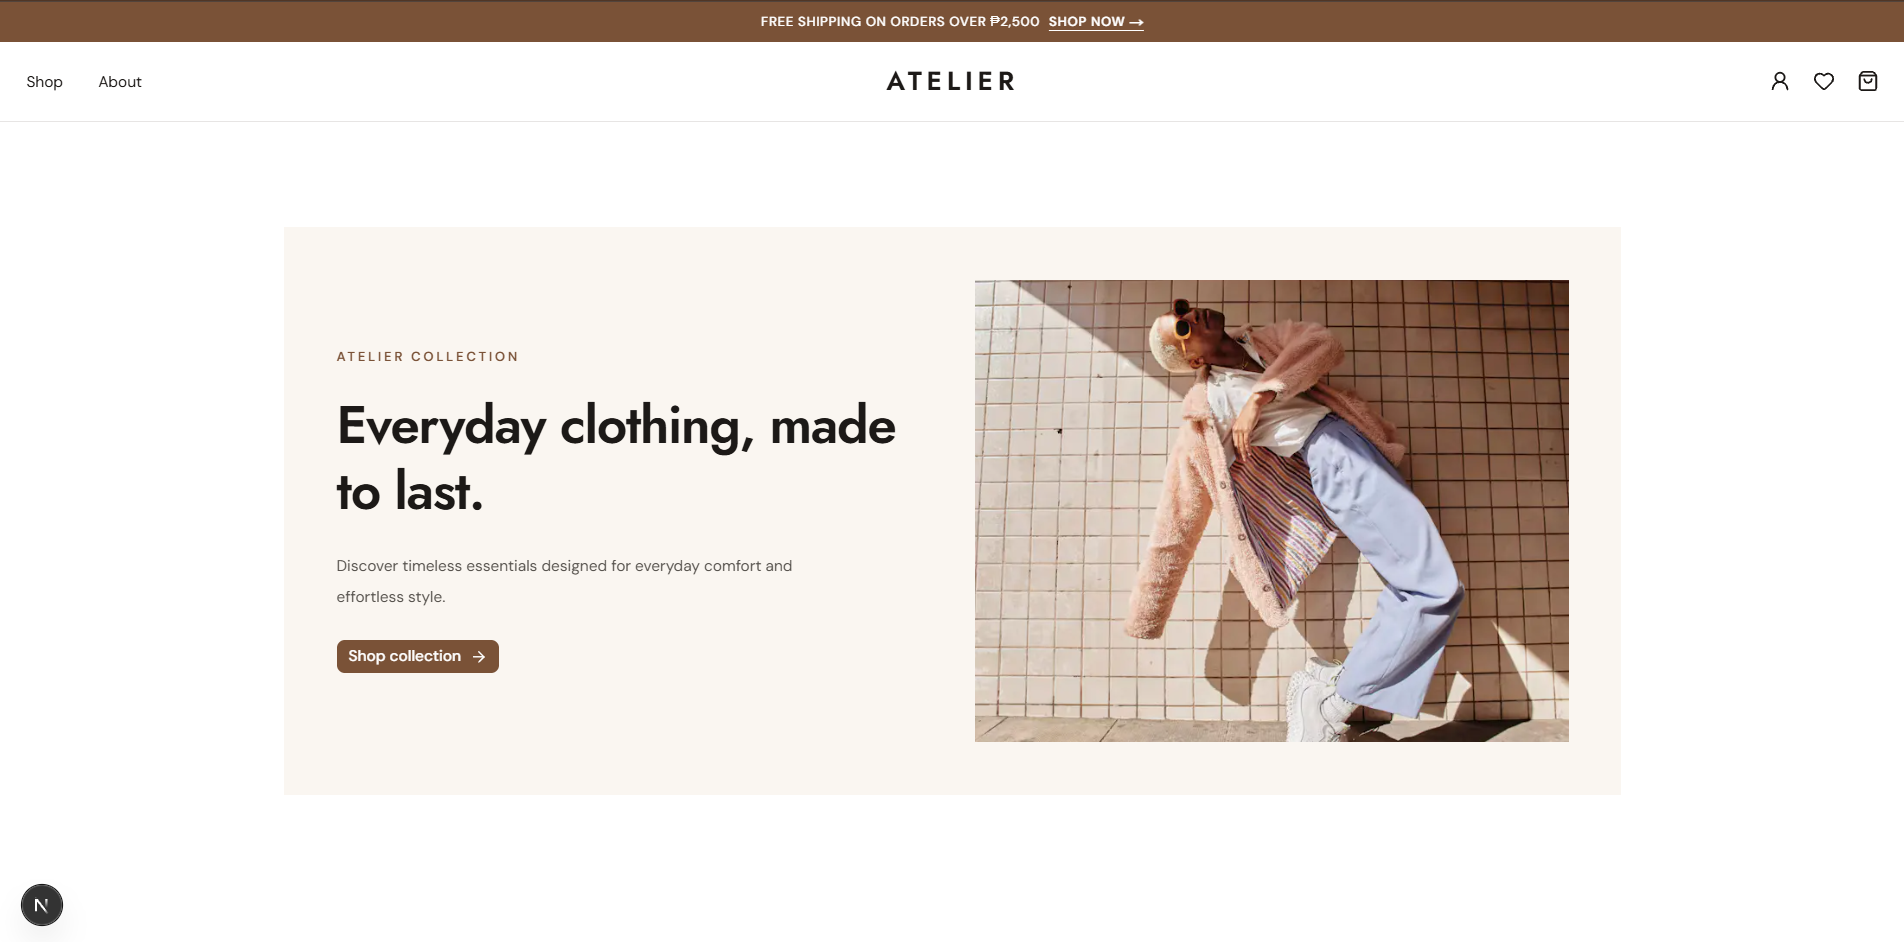 FREE SHIPPING ON ORDERS OVER ₱2,500 SHOP NOW →
Shop About ATELIER
ATELIER COLLECTION
Everyday clothing, made
to last.
Discover timeless essentials designed for everyday comfort and
effortless style.
Shop collection →
N